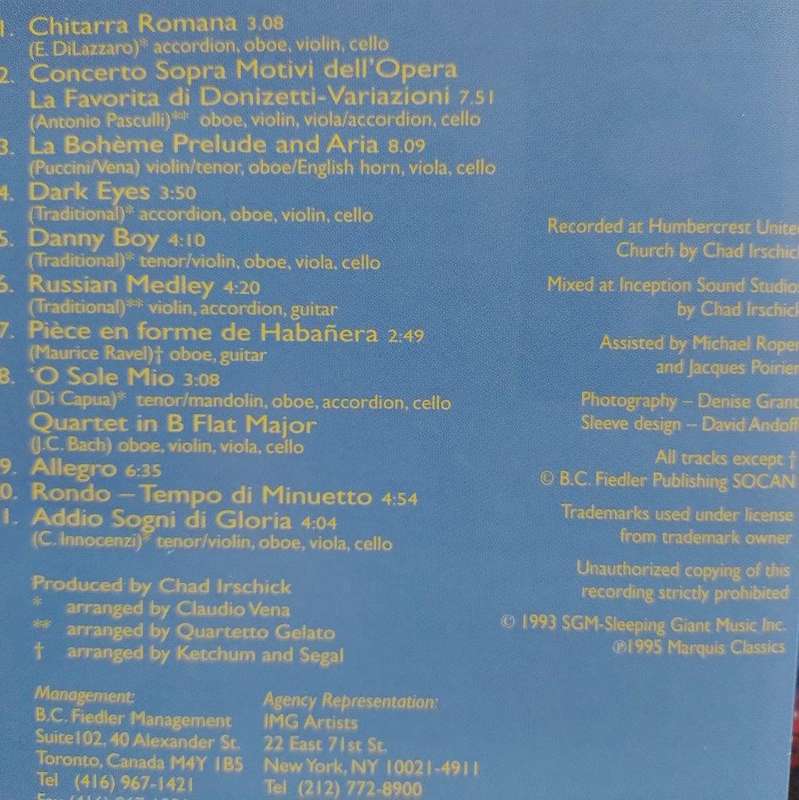 1. Chitarra Romana 3.08
(E. DiLazzaro)* accordion, oboe, violin, cello
2. Concerto Sopra Motivi dell'Opera
La Favorita di Donizetti-Variazioni 7.51
(Antonio Pasculli)** oboe, violin, viola/accordion, cello
3. La Bohème Prelude and Aria 8.09
(Puccini/Vena) violin/tenor, oboe/English horn, viola, cello
4. Dark Eyes 3:50
(Traditional)* accordion, oboe, violin, cello
5. Danny Boy 4:10
(Traditional)* tenor/violin, oboe, viola, cello
6. Russian Medley 4:20
(Traditional)** violin, accordion, guitar
7. Pièce en forme de Habañera 2:49
(Maurice Ravel)† oboe, guitar
8. 'O Sole Mio 3:08
(Di Capua)* tenor/mandolin, oboe, accordion, cello
Quartet in B Flat Major
(J.C. Bach) oboe, violin, viola, cello
9. Allegro 6:35
0. Rondo – Tempo di Minuetto 4:54
1. Addio Sogni di Gloria 4:04
(C. Innocenzi)* tenor/violin, oboe, viola, cello
Produced by Chad Irschick
* arranged by Claudio Vena
** arranged by Quartetto Gelato
† arranged by Ketchum and Segal
Management:
B.C. Fiedler Management
Suite102, 40 Alexander St.
Toronto, Canada M4Y 1B5
Tel (416) 967-1421
Agency Representation:
IMG Artists
22 East 71st St.
New York, NY 10021-4911
Tel (212) 772-8900
Recorded at Humbercrest United
Church by Chad Irschick
Mixed at Inception Sound Studios
by Chad Irschick
Assisted by Michael Roper
and Jacques Poirier
Photography – Denise Grant
Sleeve design – David Andoff
All tracks except †
© B.C. Fiedler Publishing SOCAN
Trademarks used under license
from trademark owner
Unauthorized copying of this
recording strictly prohibited
© 1993 SGM-Sleeping Giant Music Inc.
℗1995 Marquis Classics